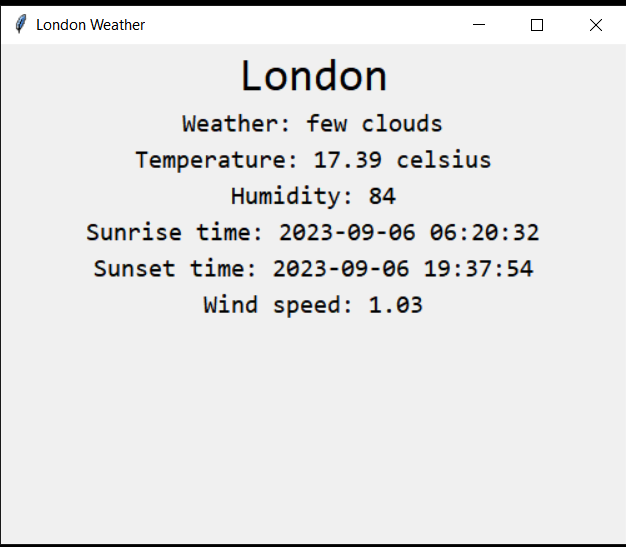 London Weather
London
Weather: few clouds
Temperature: 17.39 celsius
Humidity: 84
Sunrise time: 2023-09-06 06:20:32
Sunset time: 2023-09-06 19:37:54
Wind speed: 1.03